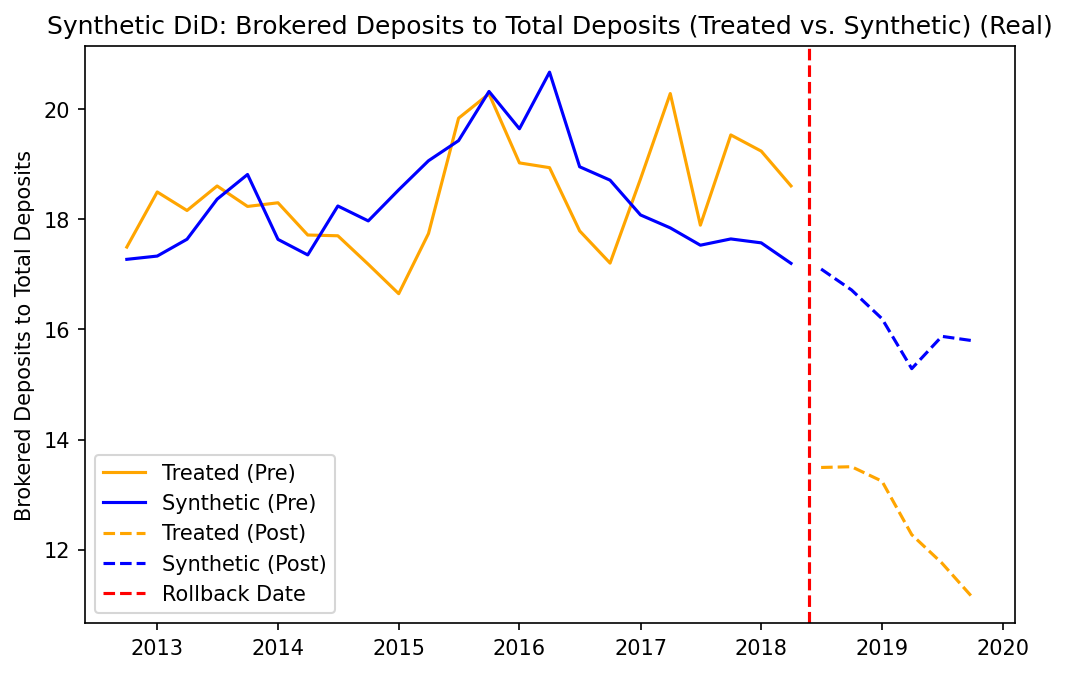 Synthetic DiD: Brokered Deposits to Total Deposits (Treated vs. Synthetic) (Real)
Brokered Deposits to Total Deposits
20
18
16
14
12
Treated (Pre)
Synthetic (Pre)
Treated (Post)
Synthetic (Post)
Rollback Date
2013 2014 2015 2016 2017 2018 2019 2020